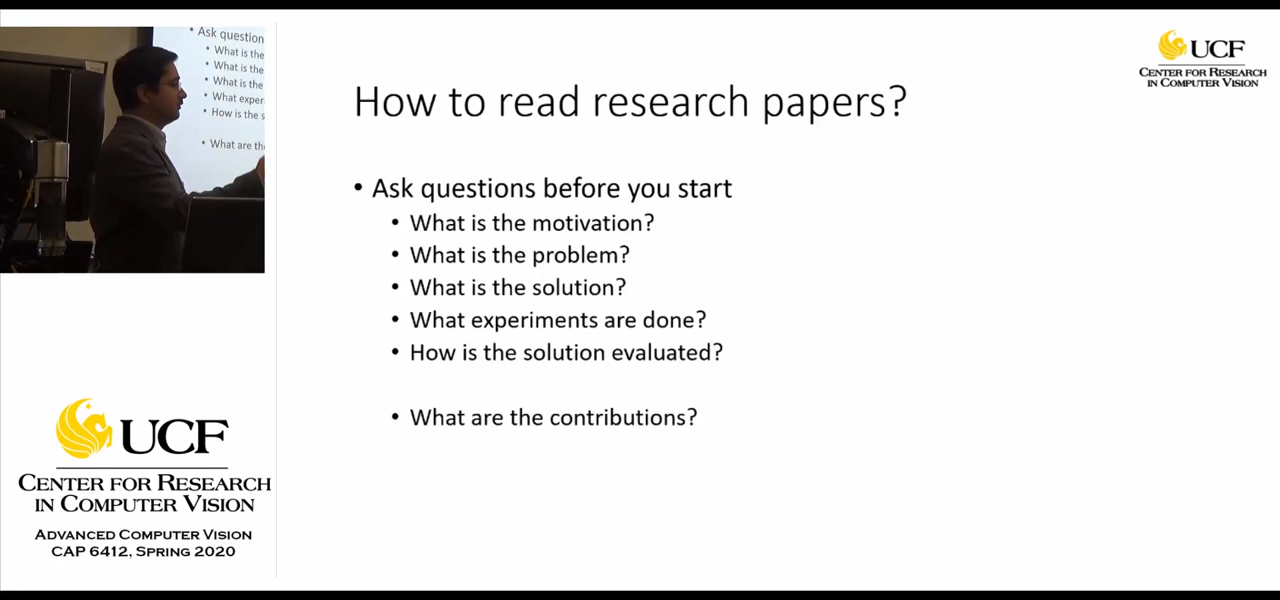 Ask question
What is the
What is the
What is the
What exper
How is the s
What are th
UCF
CENTER FOR RESEARCH
IN COMPUTER VISION
How to read research papers?
• Ask questions before you start
• What is the motivation?
• What is the problem?
• What is the solution?
• What experiments are done?
• How is the solution evaluated?
• What are the contributions?
UCF
CENTER FOR RESEARCH
IN COMPUTER VISION
ADVANCED COMPUTER VISION
CAP 6412, SPRING 2020